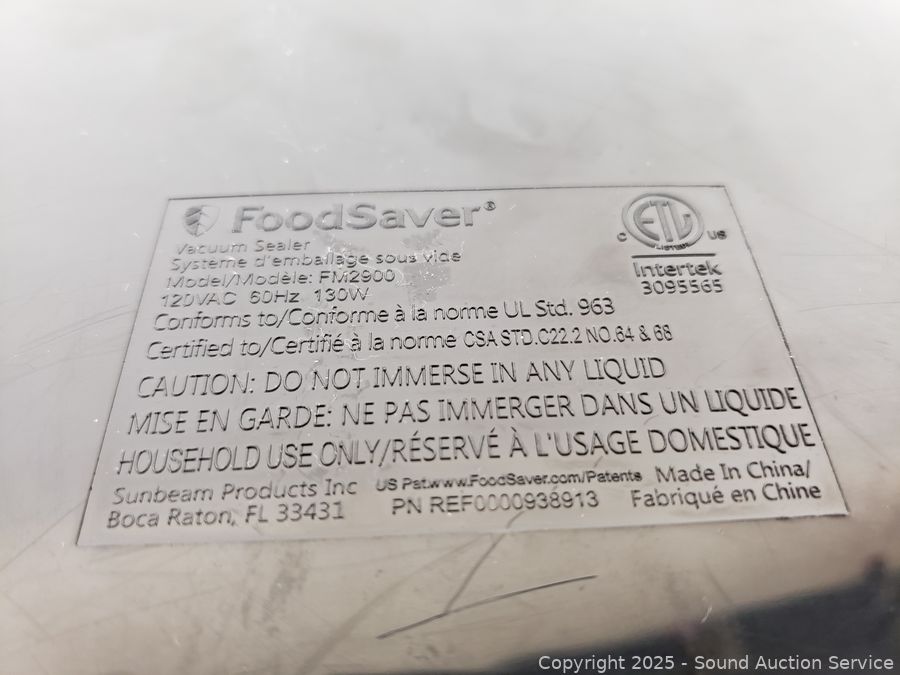 FoodSaver®
Vacuum Sealer
Systeme d'emballage sous vide
Model/Modèle: FM2900
120VAC 60Hz 130W
Conforms to/Conforme à la norme UL Std. 963
Certified to/Certifié à la norme CSA STD.C22.2 NO.64 & 68
C ETL US
LISTED
Intertek
3095565
CAUTION: DO NOT IMMERSE IN ANY LIQUID
MISE EN GARDE: NE PAS IMMERGER DANS UN LIQUIDE
HOUSEHOLD USE ONLY/RÉSERVÉ À L'USAGE DOMESTIQUE
Sunbeam Products Inc
Boca Raton, FL 33431
US Pat.www.FoodSaver.com/Patents
PN REF0000938913
Made In China/
Fabriqué en Chine
Copyright © 2025 - Sound Auction Service